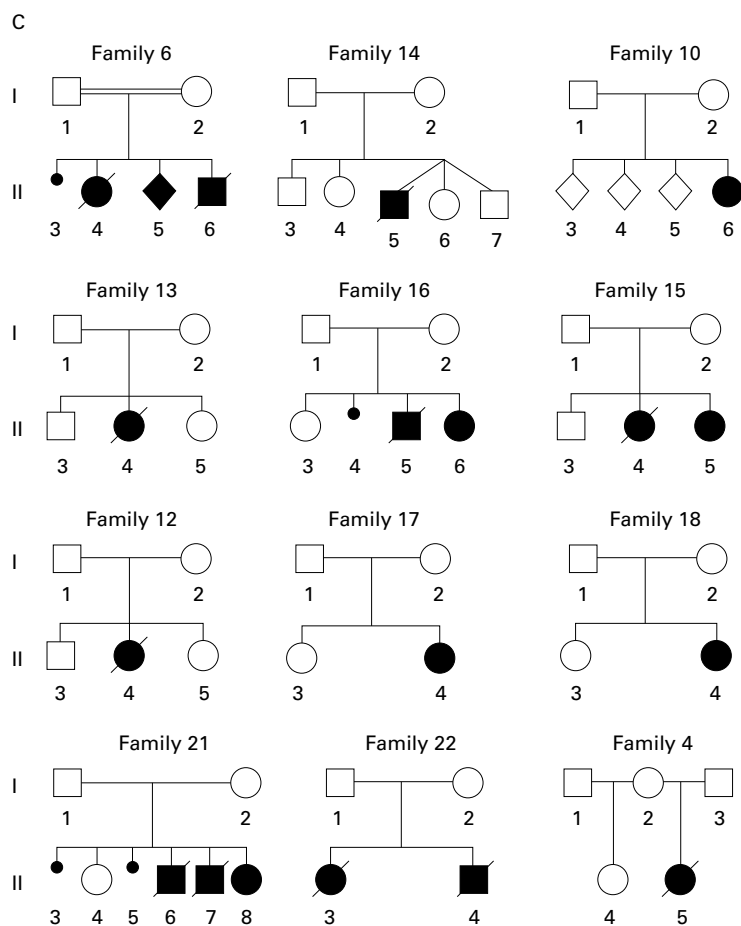 C
Family 6 Family 14 Family 10
I
1 2 1 2 1 2
II
3 4 5 6 3 4 5 6 7 3 4 5 6
Family 13 Family 16 Family 15
I
1 2 1 2 1 2
II
3 4 5 3 4 5 6 3 4 5
Family 12 Family 17 Family 18
I
1 2 1 2 1 2
II
3 4 5 3 4 3 4
Family 21 Family 22 Family 4
I
1 2 1 2 1 2 3
II
3 4 5 6 7 8 3 4 4 5